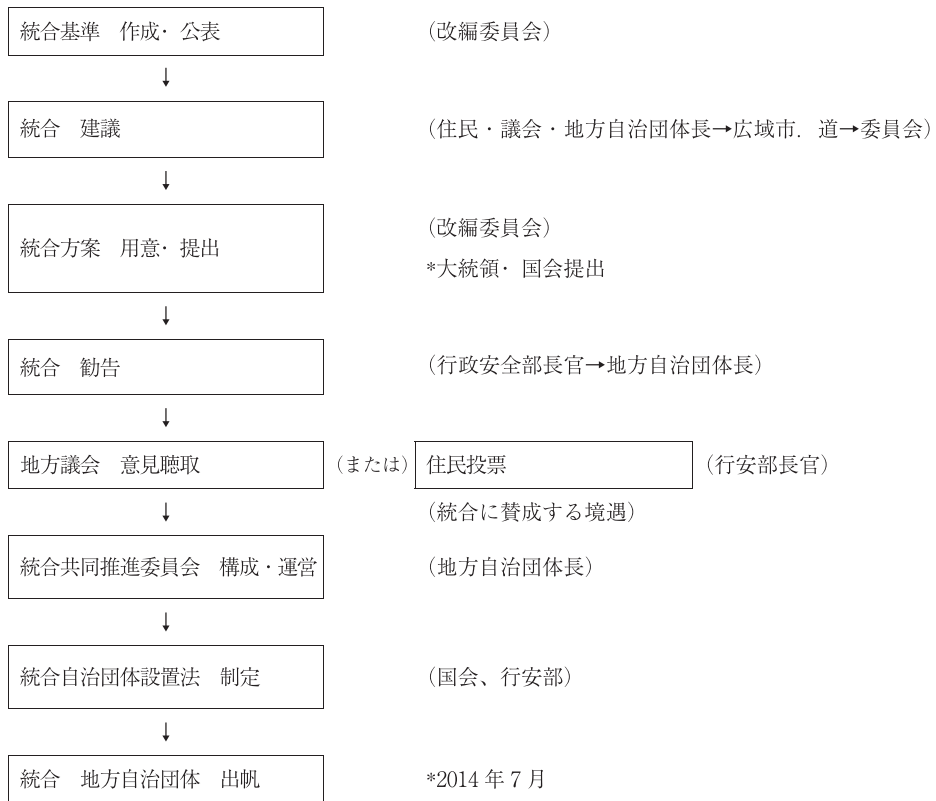 統合基準　作成・公表　（改編委員会）
↓
統合　建議　（住民・議会・地方自治団体長→広域市．道→委員会）
↓
統合方案　用意・提出　（改編委員会）
*大統領・国会提出
↓
統合　勧告　（行政安全部長官→地方自治団体長）
↓
地方議会　意見聴取　（または）　住民投票　（行安部長官）
↓　（統合に賛成する境遇）
統合共同推進委員会　構成・運営　（地方自治団体長）
↓
統合自治団体設置法　制定　（国会、行安部）
↓
統合　地方自治団体　出帆　*2014 年 7 月